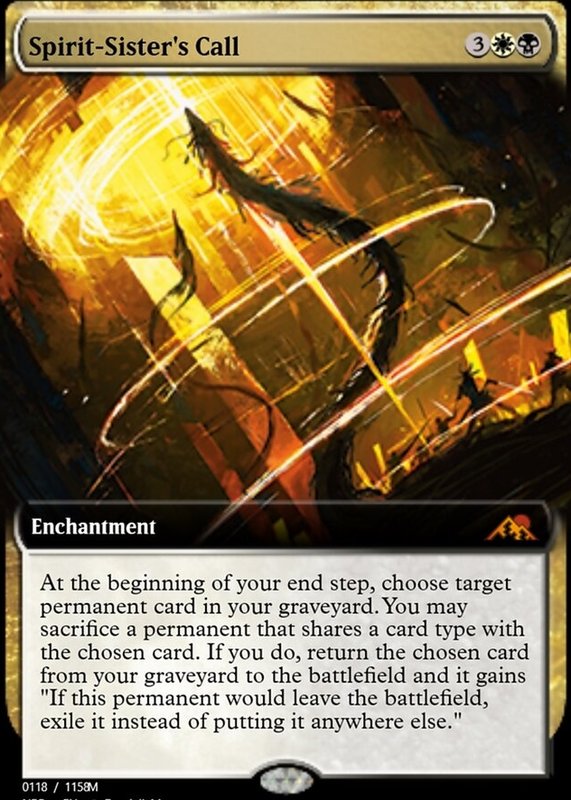 Spirit-Sister's Call 3
Enchantment
At the beginning of your end step, choose target
permanent card in your graveyard. You may
sacrifice a permanent that shares a card type with
the chosen card. If you do, return the chosen card
from your graveyard to the battlefield and it gains
"If this permanent would leave the battlefield,
exile it instead of putting it anywhere else."
0118 / 1158M